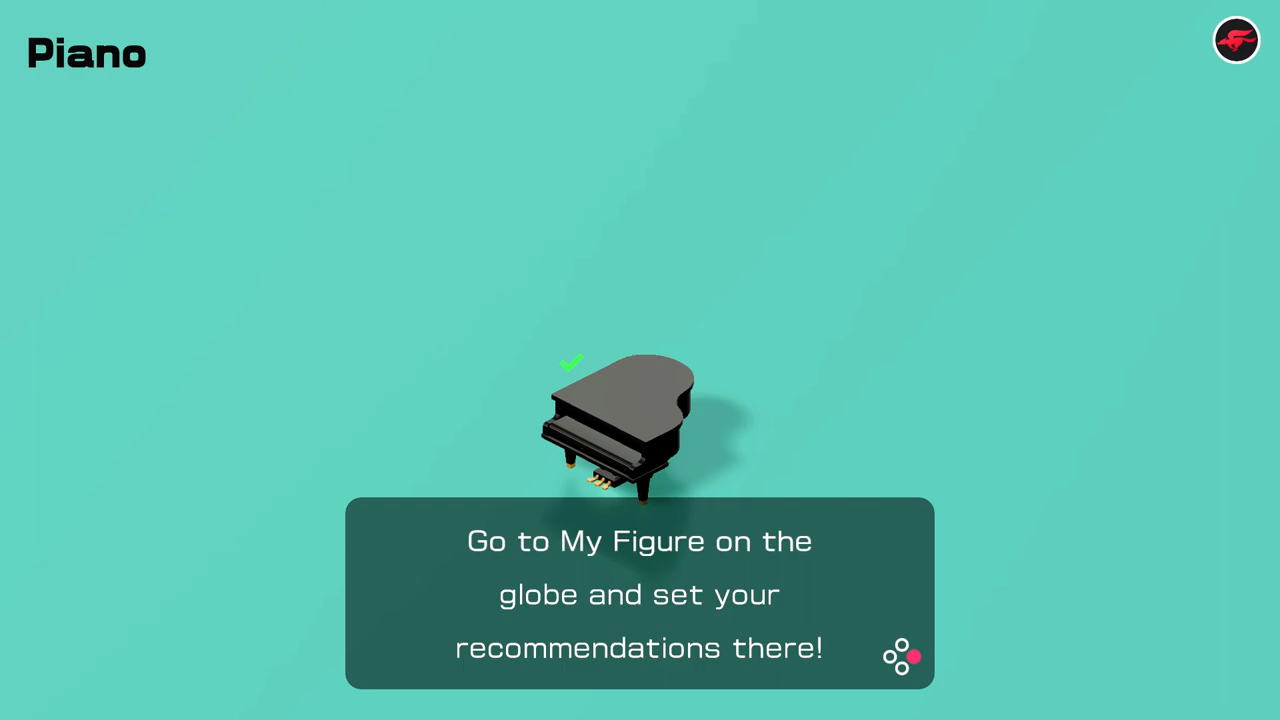 Piano
Go to My Figure on the
globe and set your
recommendations there!